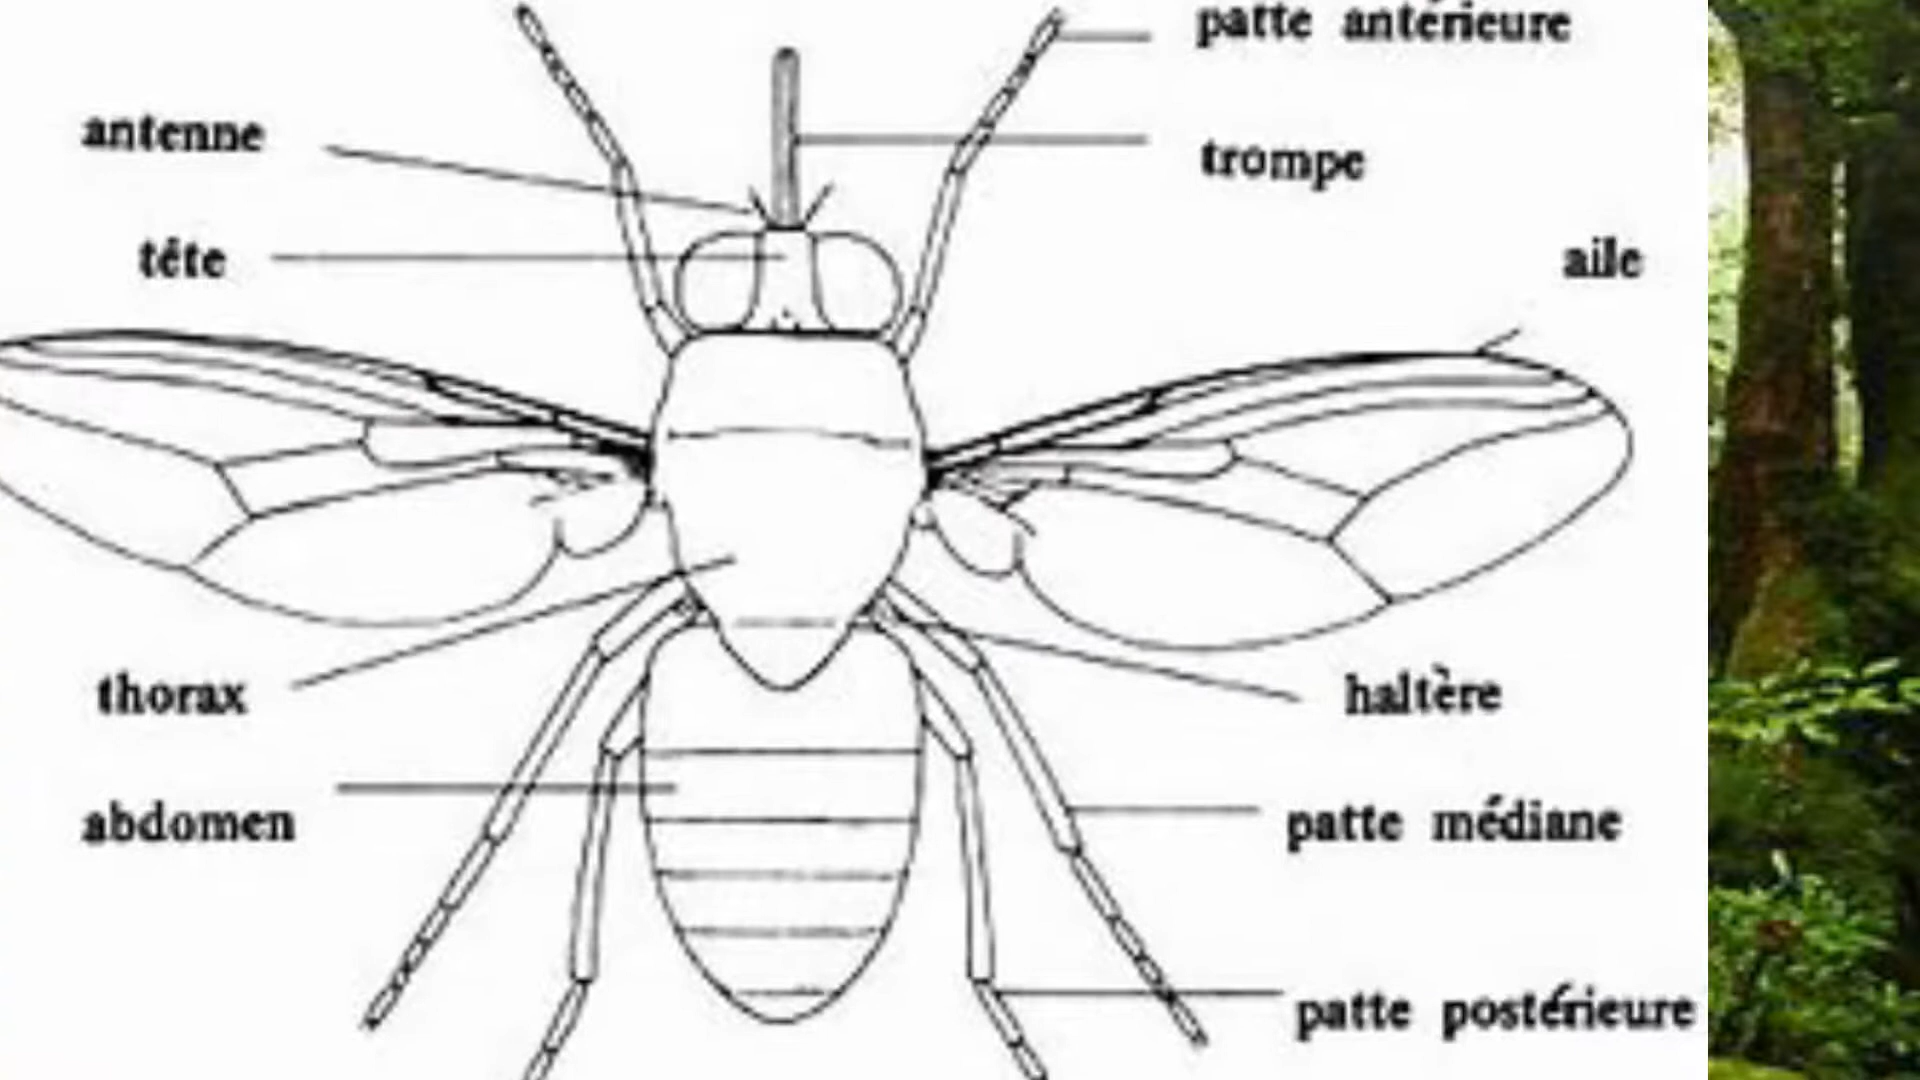 patte antérieure
antenne
trompe
tête
aile
thorax
haltère
abdomen
patte médiane
patte postérieure